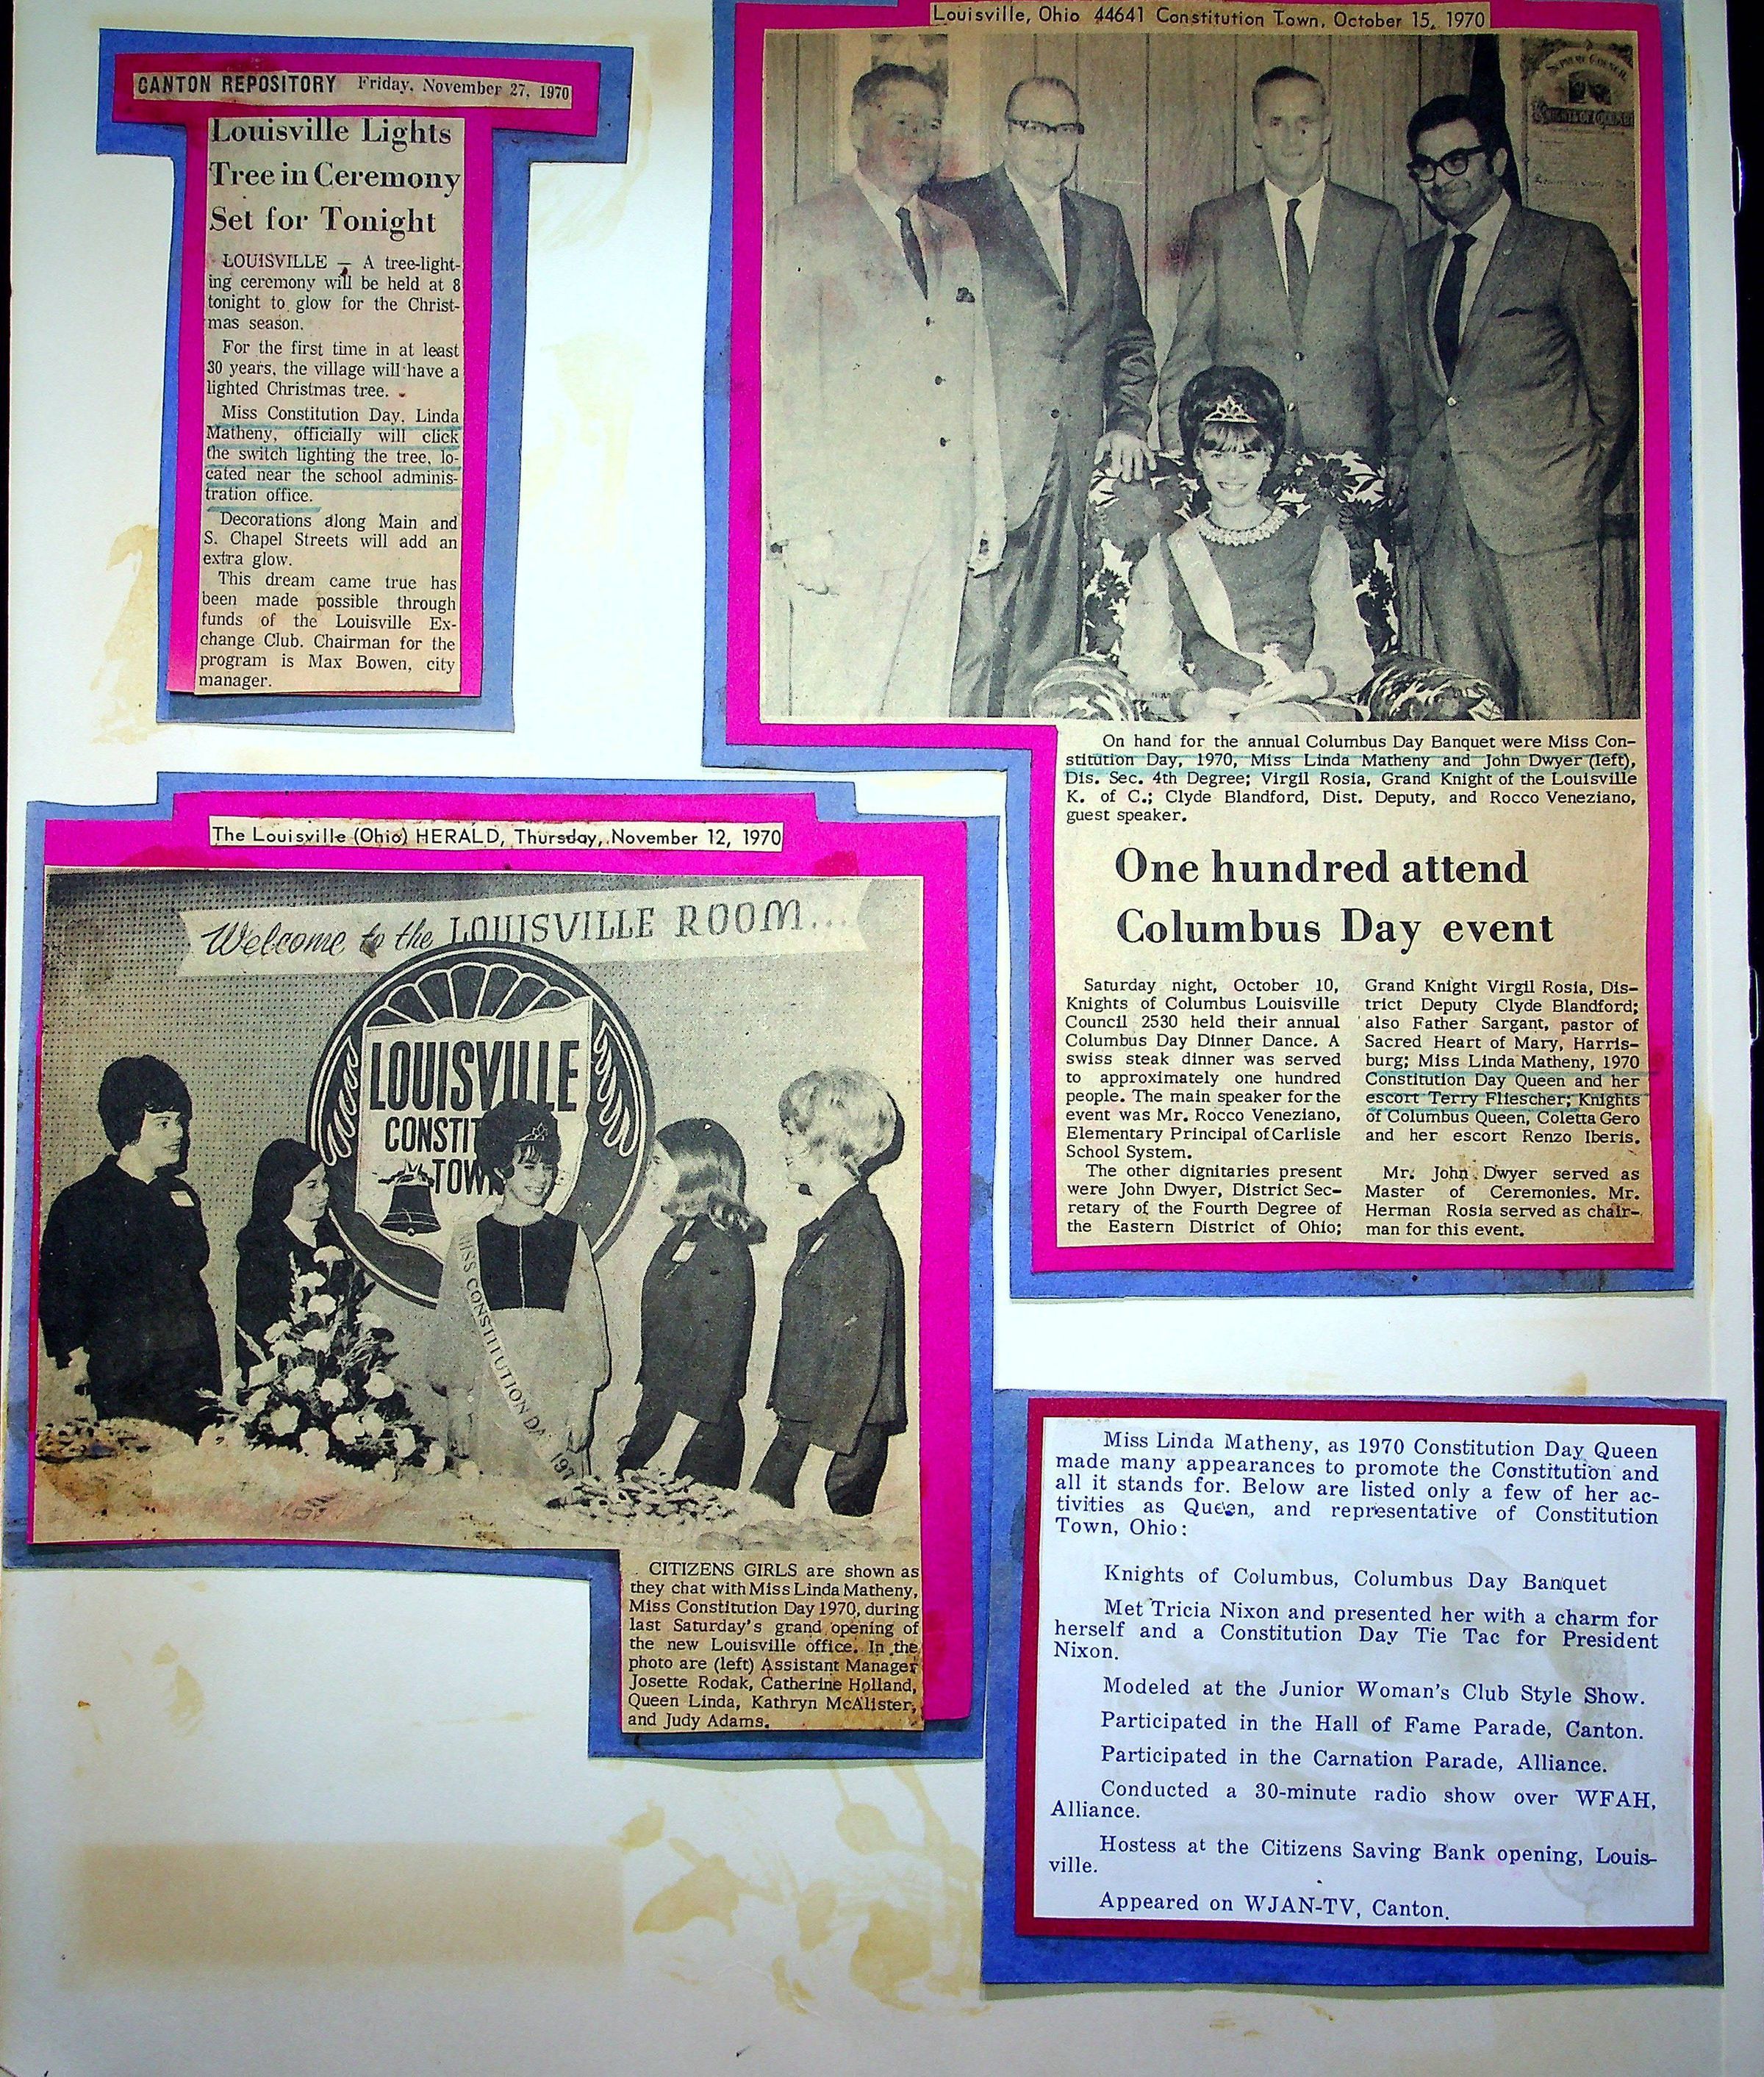 CANTON REPOSITORY Friday, November 27, 1970
Louisville Lights
Tree in Ceremony
Set for Tonight
LOUISVILLE — A tree-light-
ing ceremony will be held at 8
tonight to glow for the Christ-
mas season.
For the first time in at least
30 years, the village will have a
lighted Christmas tree.
Miss Constitution Day, Linda
Matheny, officially will click
the switch lighting the tree, lo-
cated near the school adminis-
tration office.
Decorations along Main and
S. Chapel Streets will add an
extra glow.
This dream came true has
been made possible through
funds of the Louisville Ex-
change Club. Chairman for the
program is Max Bowen, city
manager.
Louisville, Ohio 44641 Constitution Town, October 15, 1970
SUPREME COUNCIL
KNIGHTS OF COLUMBUS
On hand for the annual Columbus Day Banquet were Miss Con-
stitution Day, 1970, Miss Linda Matheny and John Dwyer (left),
Dis. Sec. 4th Degree; Virgil Rosia, Grand Knight of the Louisville
K. of C.; Clyde Blandford, Dist. Deputy, and Rocco Veneziano,
guest speaker.
One hundred attend
Columbus Day event
Saturday night, October 10,
Knights of Columbus Louisville
Council 2530 held their annual
Columbus Day Dinner Dance. A
swiss steak dinner was served
to approximately one hundred
people. The main speaker for the
event was Mr. Rocco Veneziano,
Elementary Principal of Carlisle
School System.
The other dignitaries present
were John Dwyer, District Sec-
retary of the Fourth Degree of
the Eastern District of Ohio;
Grand Knight Virgil Rosia, Dis-
trict Deputy Clyde Blandford;
also Father Sargant, pastor of
Sacred Heart of Mary, Harris-
burg; Miss Linda Matheny, 1970
Constitution Day Queen and her
escort Terry Fliescher; Knights
of Columbus Queen, Coletta Gero
and her escort Renzo Iberis.
Mr. John Dwyer served as
Master of Ceremonies. Mr.
Herman Rosia served as chair-
man for this event.
The Louisville (Ohio) HERALD, Thursday, November 12, 1970
Welcome to the LOUISVILLE ROOM...
LOUISVILLE
CONSTIT
TOWN
MISS CONSTITUTION DA 197
CITIZENS GIRLS are shown as
they chat with Miss Linda Matheny,
Miss Constitution Day 1970, during
last Saturday's grand opening of
the new Louisville office. In the
photo are (left) Assistant Manager
Josette Rodak, Catherine Holland,
Queen Linda, Kathryn McAlister,
and Judy Adams.
Miss Linda Matheny, as 1970 Constitution Day Queen
made many appearances to promote the Constitution and
all it stands for. Below are listed only a few of her ac-
tivities as Queen, and representative of Constitution
Town, Ohio:
Knights of Columbus, Columbus Day Banquet
Met Tricia Nixon and presented her with a charm for
herself and a Constitution Day Tie Tac for President
Nixon.
Modeled at the Junior Woman's Club Style Show.
Participated in the Hall of Fame Parade, Canton.
Participated in the Carnation Parade, Alliance.
Conducted a 30-minute radio show over WFAH,
Alliance.
Hostess at the Citizens Saving Bank opening, Louis-
ville.
Appeared on WJAN-TV, Canton.